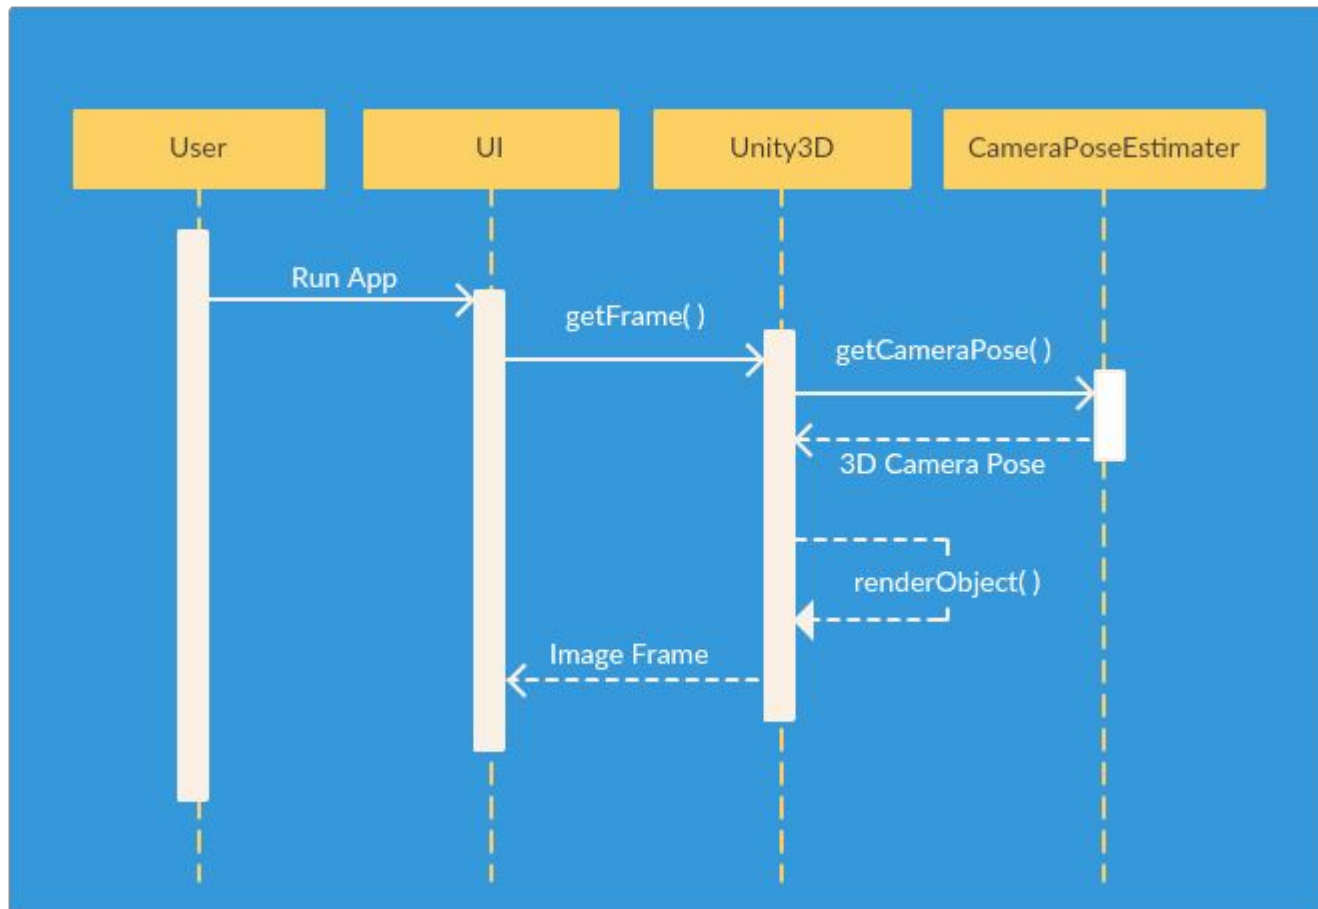 User
UI
Unity3D
CameraPoseEstimater
Run App
getFrame( )
getCameraPose( )
3D Camera Pose
renderObject( )
Image Frame